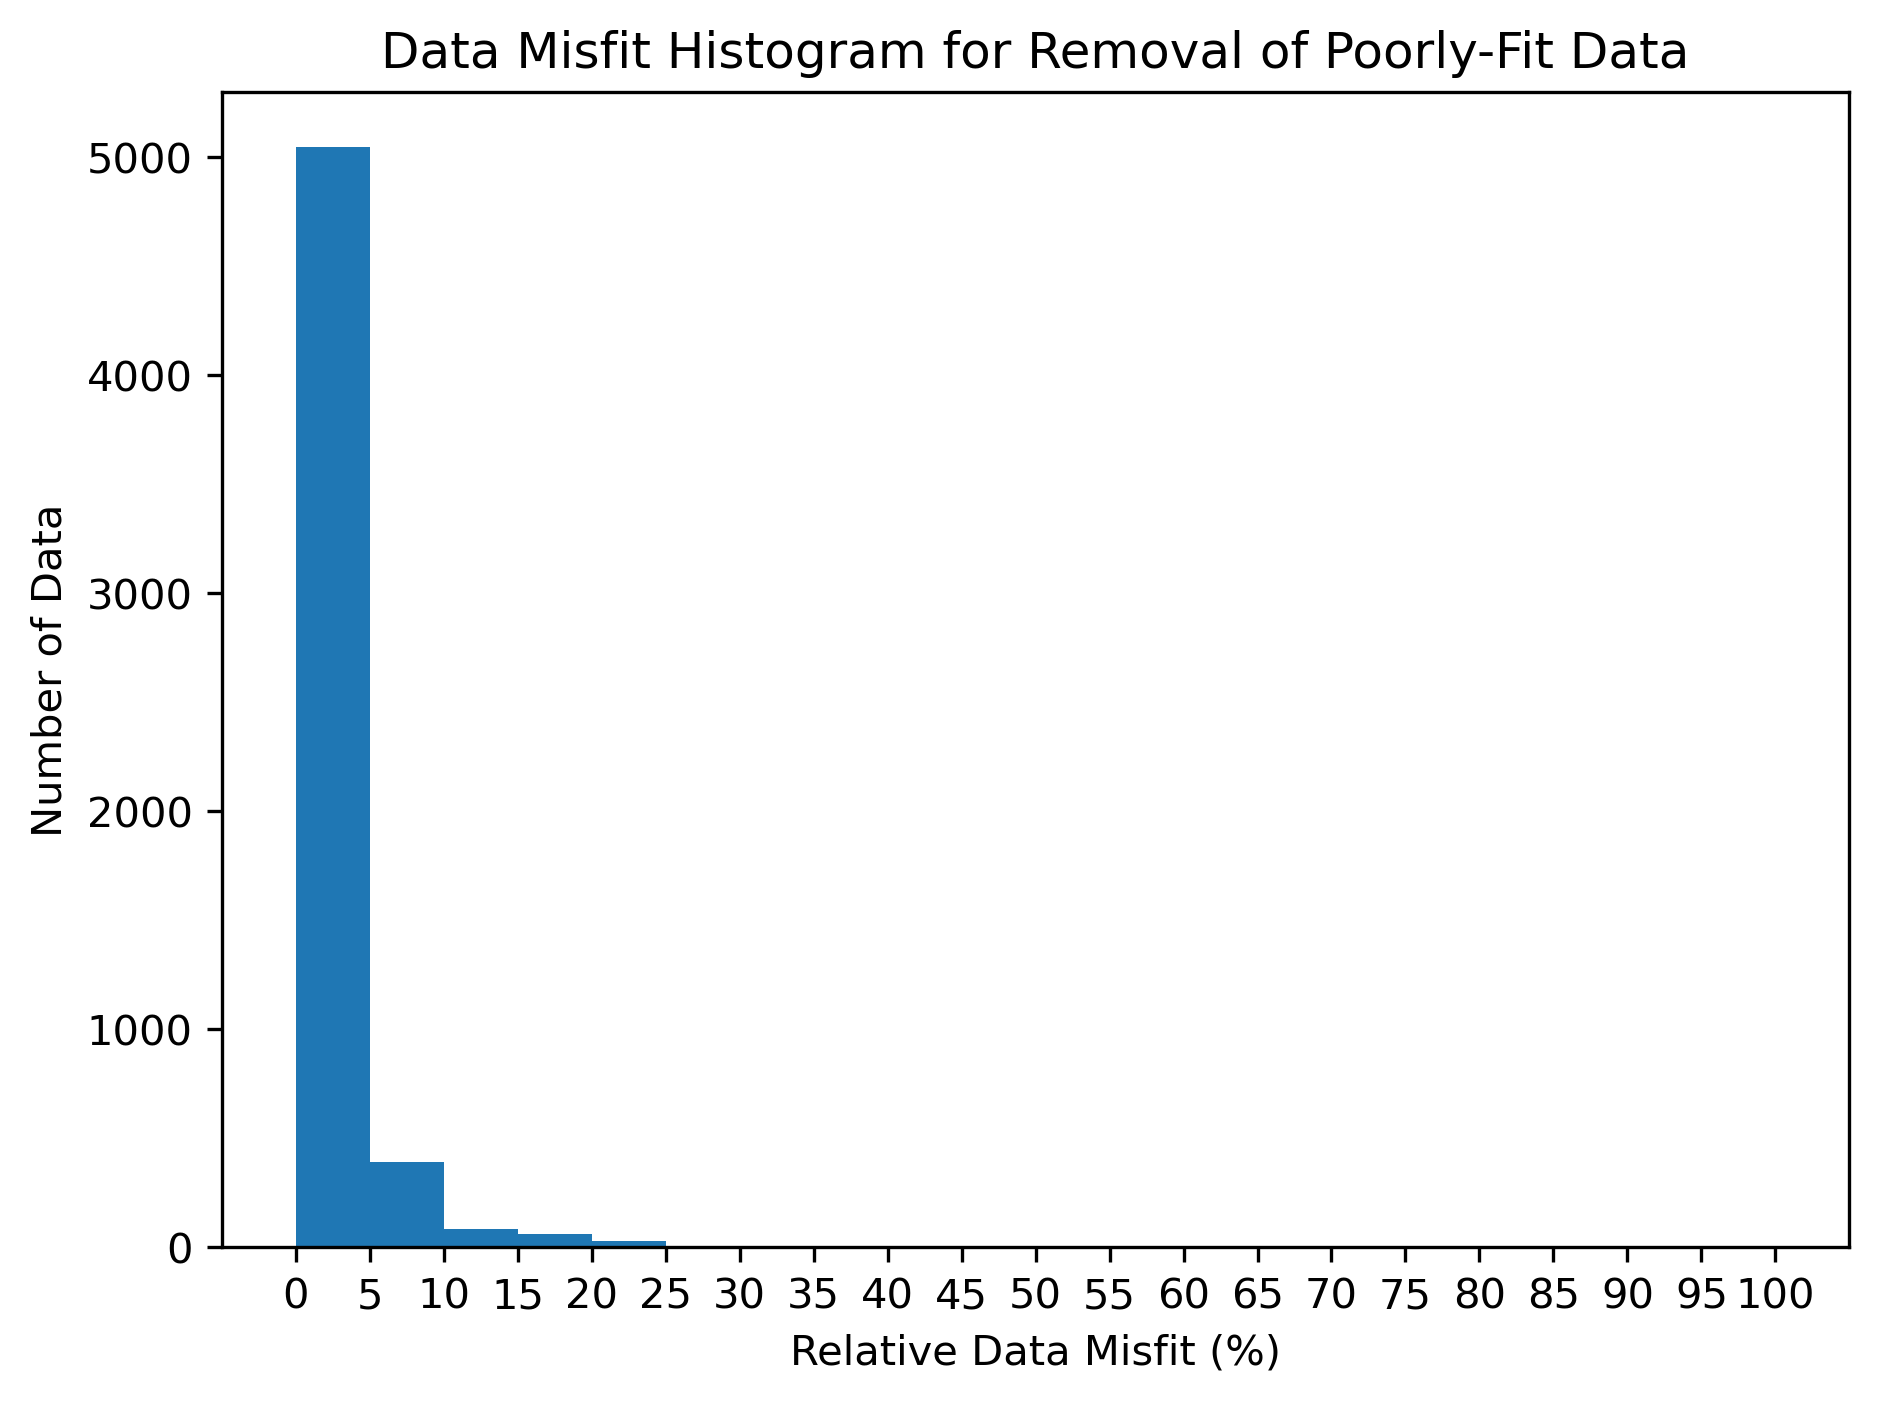 Data Misfit Histogram for Removal of Poorly-Fit Data
5000
4000
3000
2000
1000
0
Number of Data
0 5 10 15 20 25 30 35 40 45 50 55 60 65 70 75 80 85 90 95 100
Relative Data Misfit (%)